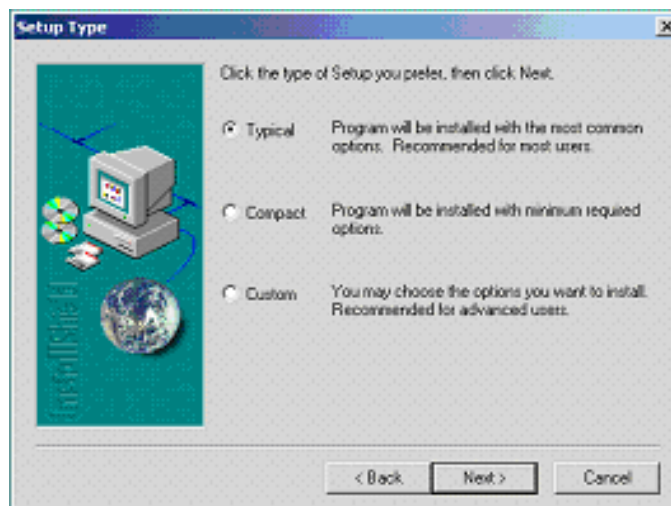 Setup Type
Click the type of Setup you prefer, then click Next.
Typical
Program will be installed with the most common
options. Recommended for most users.
Compact
Program will be installed with minimum required
options.
Custom
You may choose the options you want to install.
Recommended for advanced users.
InstallShield
< Back
Next >
Cancel